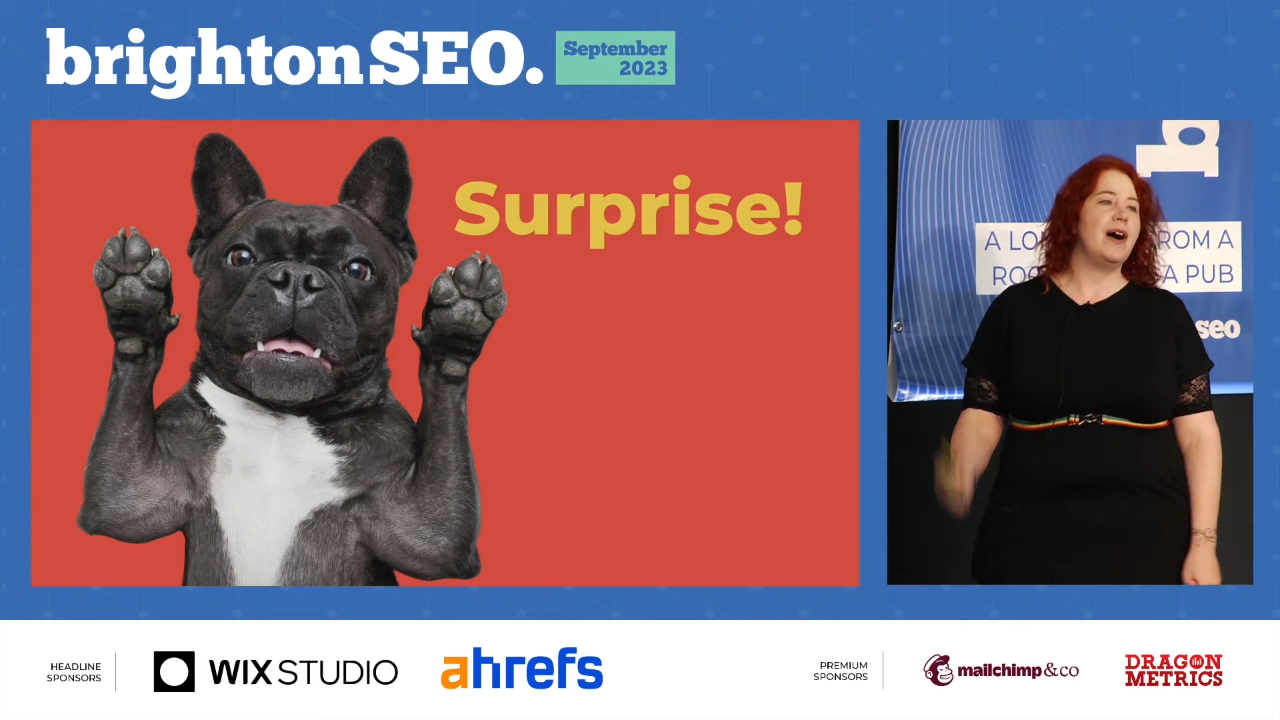 brightonSEO.
September
2023
Surprise!
A LO ROM A
RO A PUB
seo
HEADLINE
SPONSORS
WIX STUDIO
ahrefs
PREMIUM
SPONSORS
mailchimp&co
DRAGON
METRICS